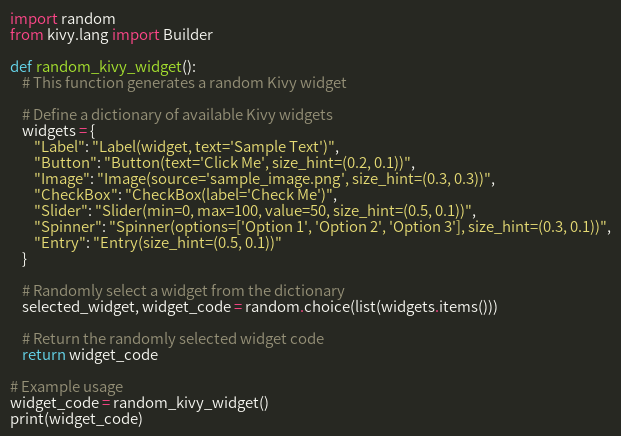 import random
from kivy.lang import Builder

def random_kivy_widget():
    # This function generates a random Kivy widget

    # Define a dictionary of available Kivy widgets
    widgets = {
        "Label": "Label(widget, text='Sample Text')",
        "Button": "Button(text='Click Me', size_hint=(0.2, 0.1))",
        "Image": "Image(source='sample_image.png', size_hint=(0.3, 0.3))",
        "CheckBox": "CheckBox(label='Check Me')",
        "Slider": "Slider(min=0, max=100, value=50, size_hint=(0.5, 0.1))",
        "Spinner": "Spinner(options=['Option 1', 'Option 2', 'Option 3'], size_hint=(0.3, 0.1))",
        "Entry": "Entry(size_hint=(0.5, 0.1))"
    }

    # Randomly select a widget from the dictionary
    selected_widget, widget_code = random.choice(list(widgets.items()))

    # Return the randomly selected widget code
    return widget_code

# Example usage
widget_code = random_kivy_widget()
print(widget_code)